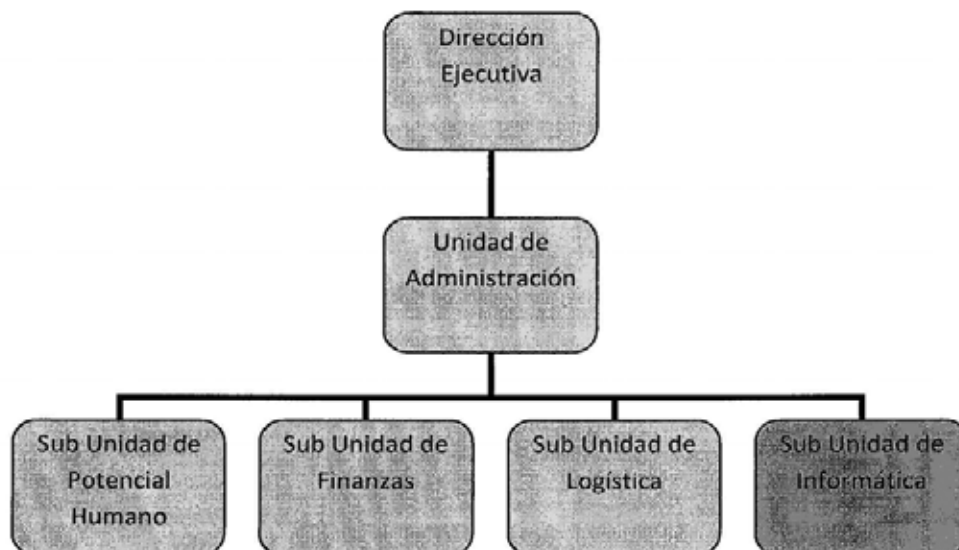 Dirección
Ejecutiva
Unidad de
Administración
Sub Unidad de
Potencial
Humano
Sub Unidad de
Finanzas
Sub Unidad de
Logística
Sub Unidad de
Informática